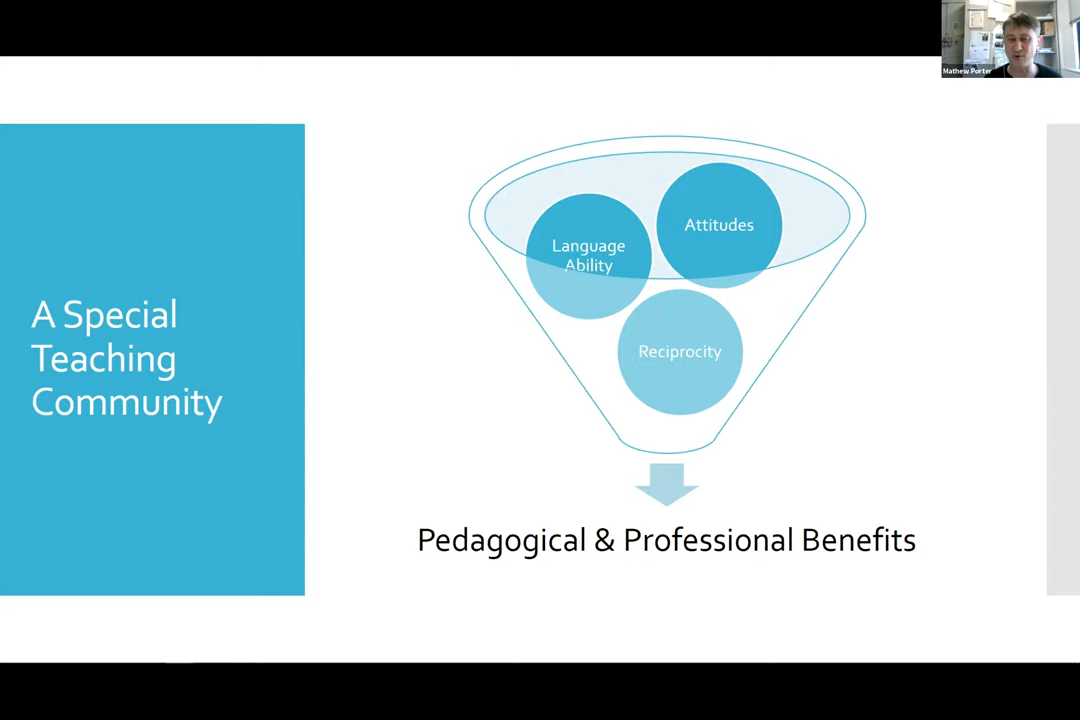 Mathew Porter
A Special
Teaching
Community
Language
Ability
Attitudes
Reciprocity
Pedagogical & Professional Benefits